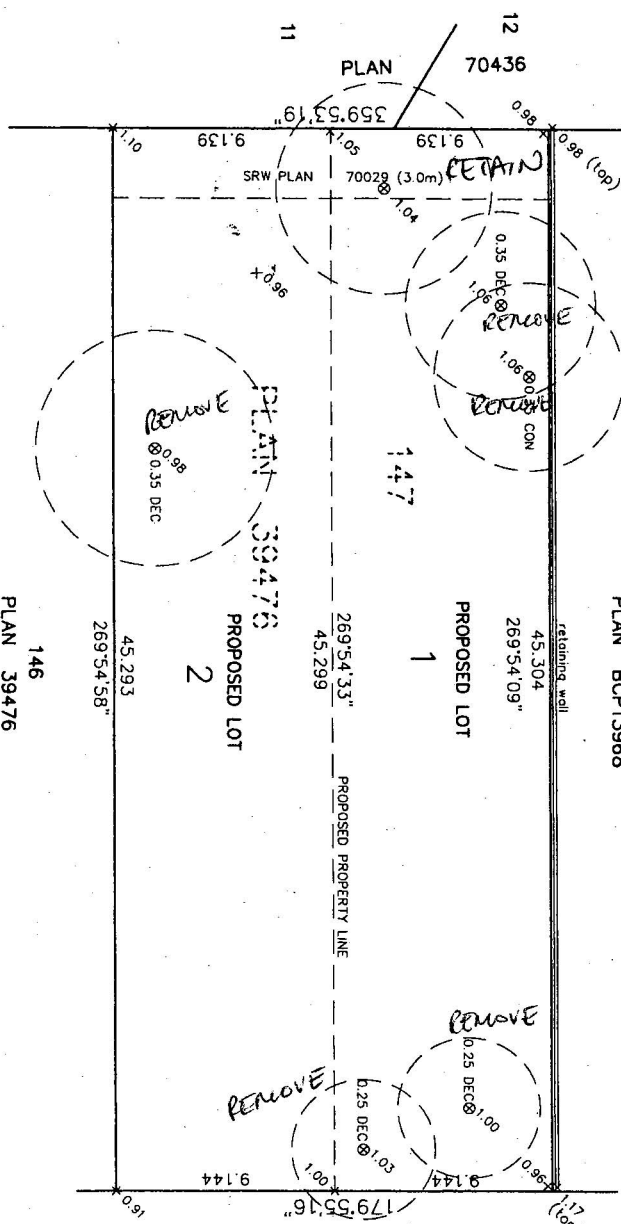 12
11
PLAN 70436
359°53'19"
0.98
0.98 (top)
1.10
9.139
1.05
9.139
SRW PLAN 70029 (3.0m)
RETAIN
1.04
0.35 DEC
1.06
REMOVE
0.96
1.06
REMOVE
CON
REMOVE
0.98
0.35 DEC
PLAN 39476
147
PLAN BCP13968
retaining wall
45.304
269°54'09"
PROPOSED LOT
1
269°54'33"
45.299
PROPOSED LOT
2
45.293
269°54'58"
146
PLAN 39476
PROPOSED PROPERTY LINE
REMOVE
0.25 DEC
1.00
REMOVE
0.25 DEC
1.03
0.91
9.144
1.00
9.144
0.96
1.17
179°55'16"